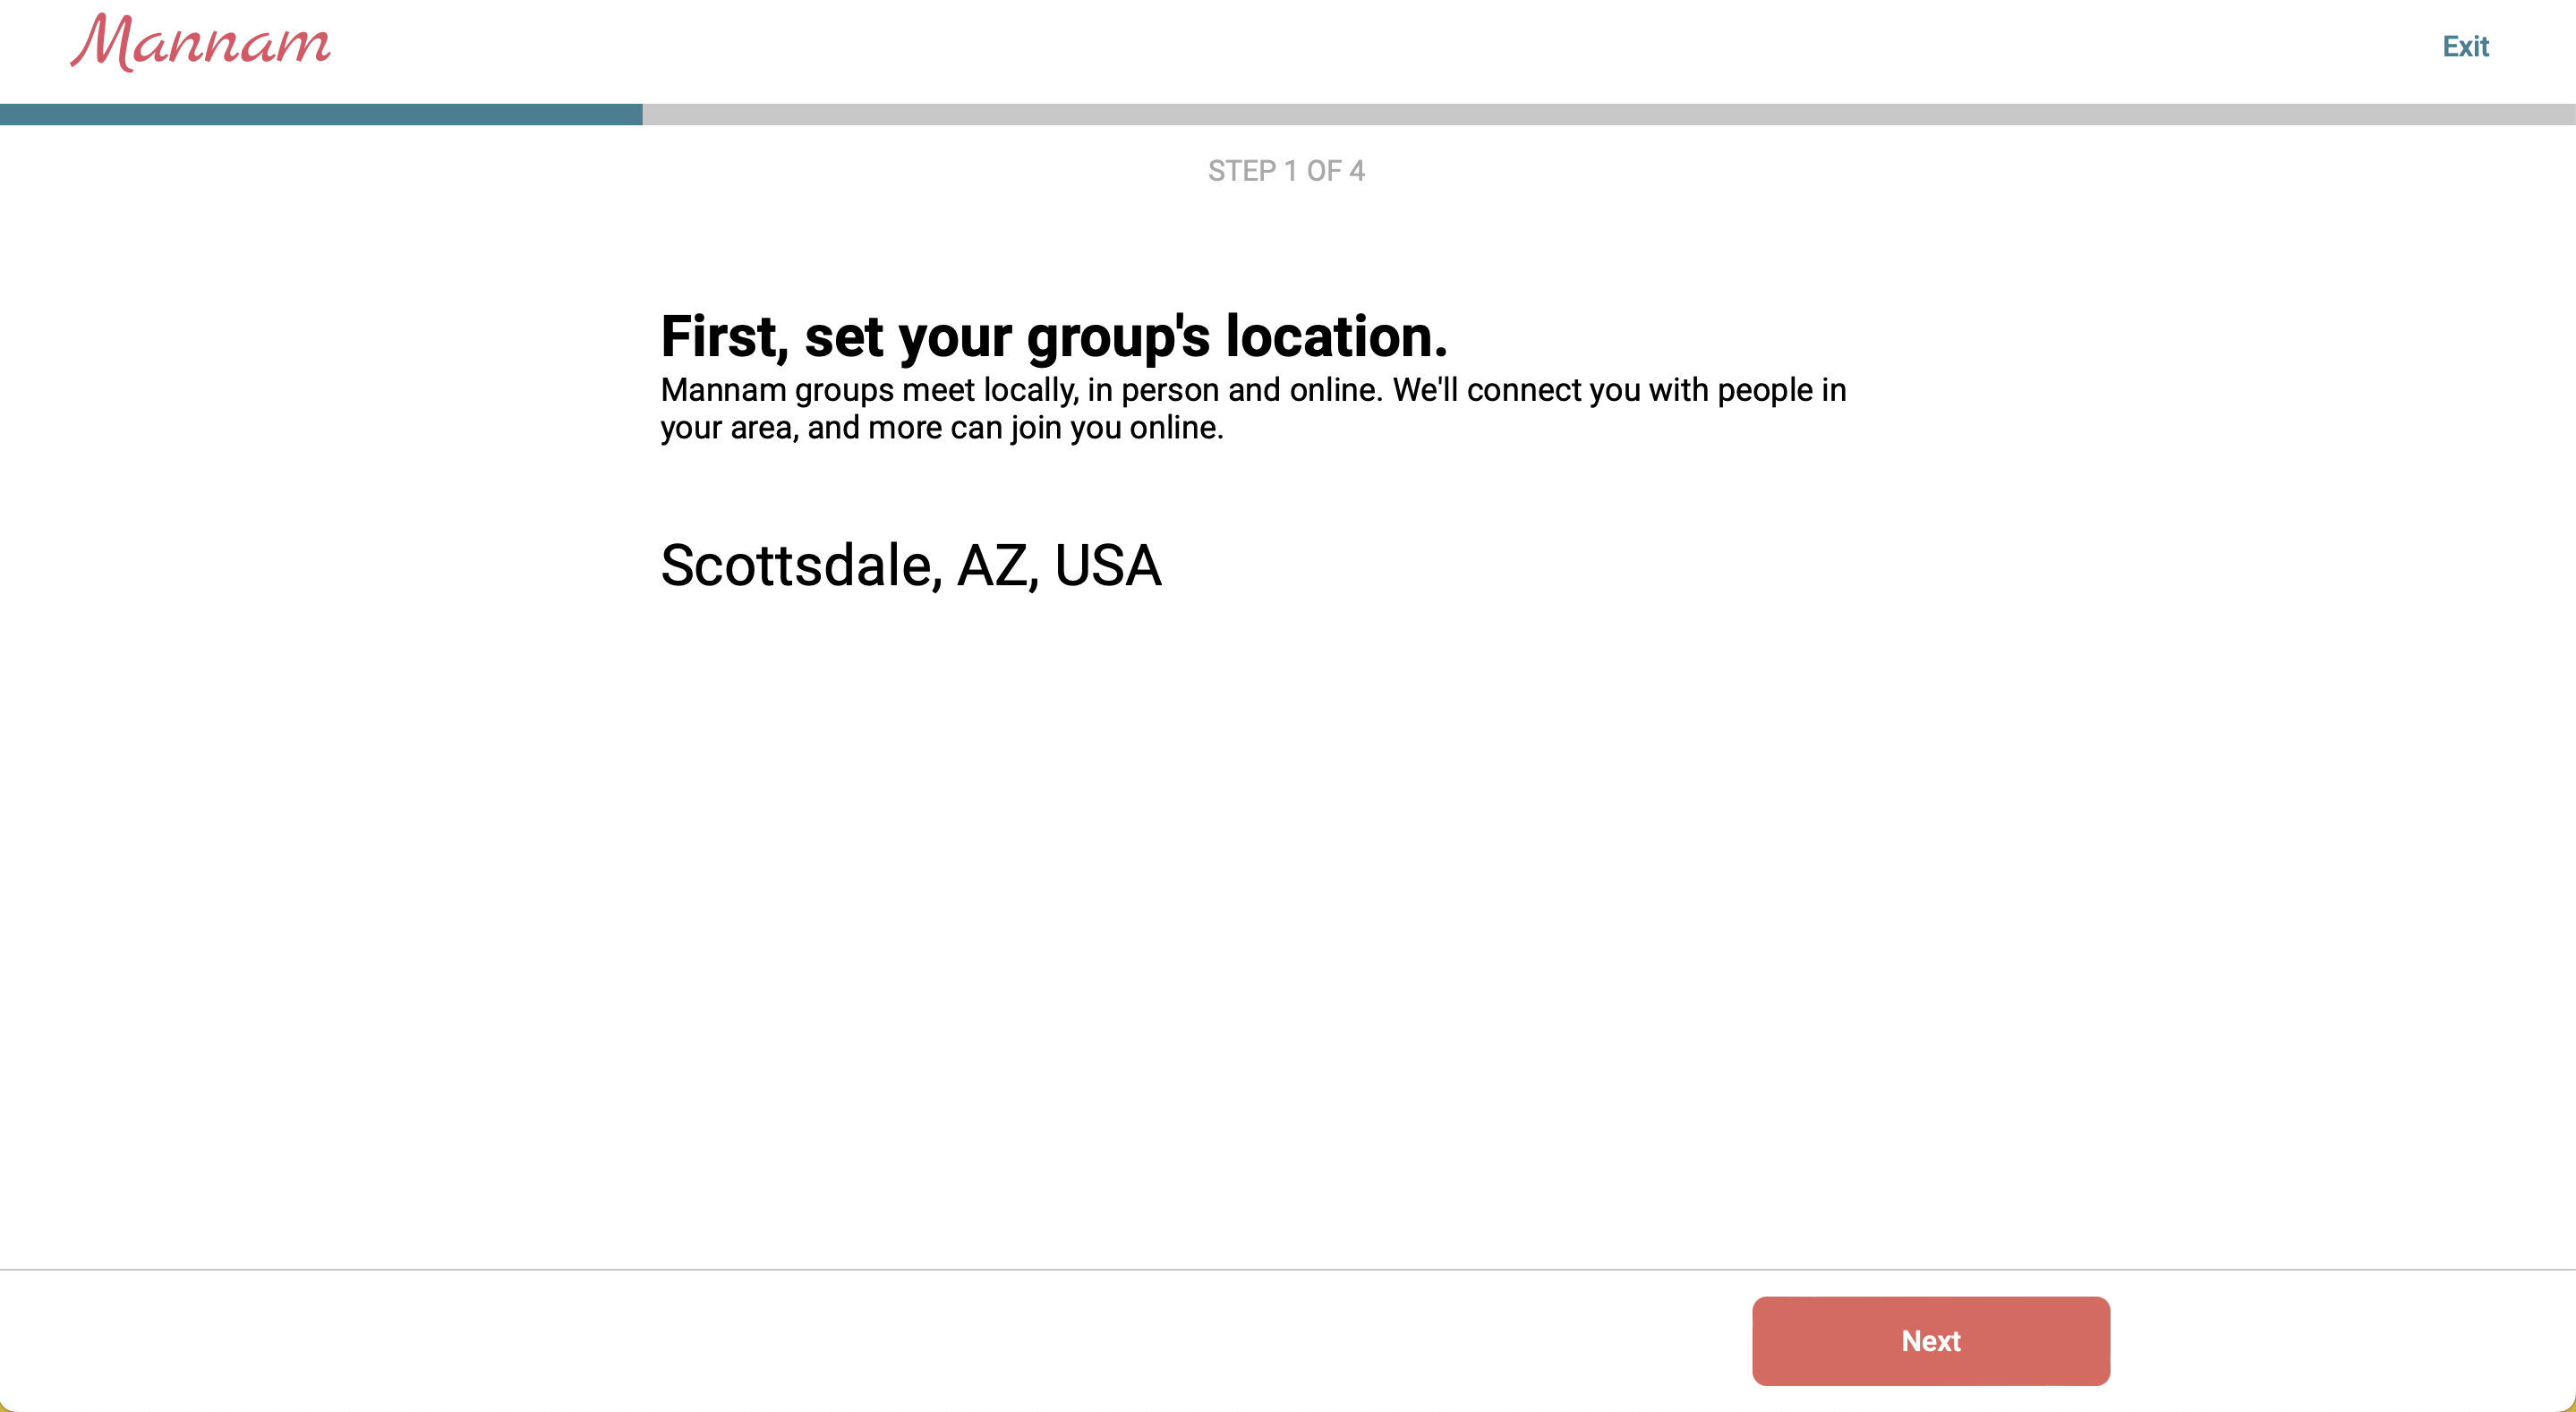 Mannam
Exit
STEP 1 OF 4
First, set your group's location.
Mannam groups meet locally, in person and online. We'll connect you with people in
your area, and more can join you online.
Scottsdale, AZ, USA
Next